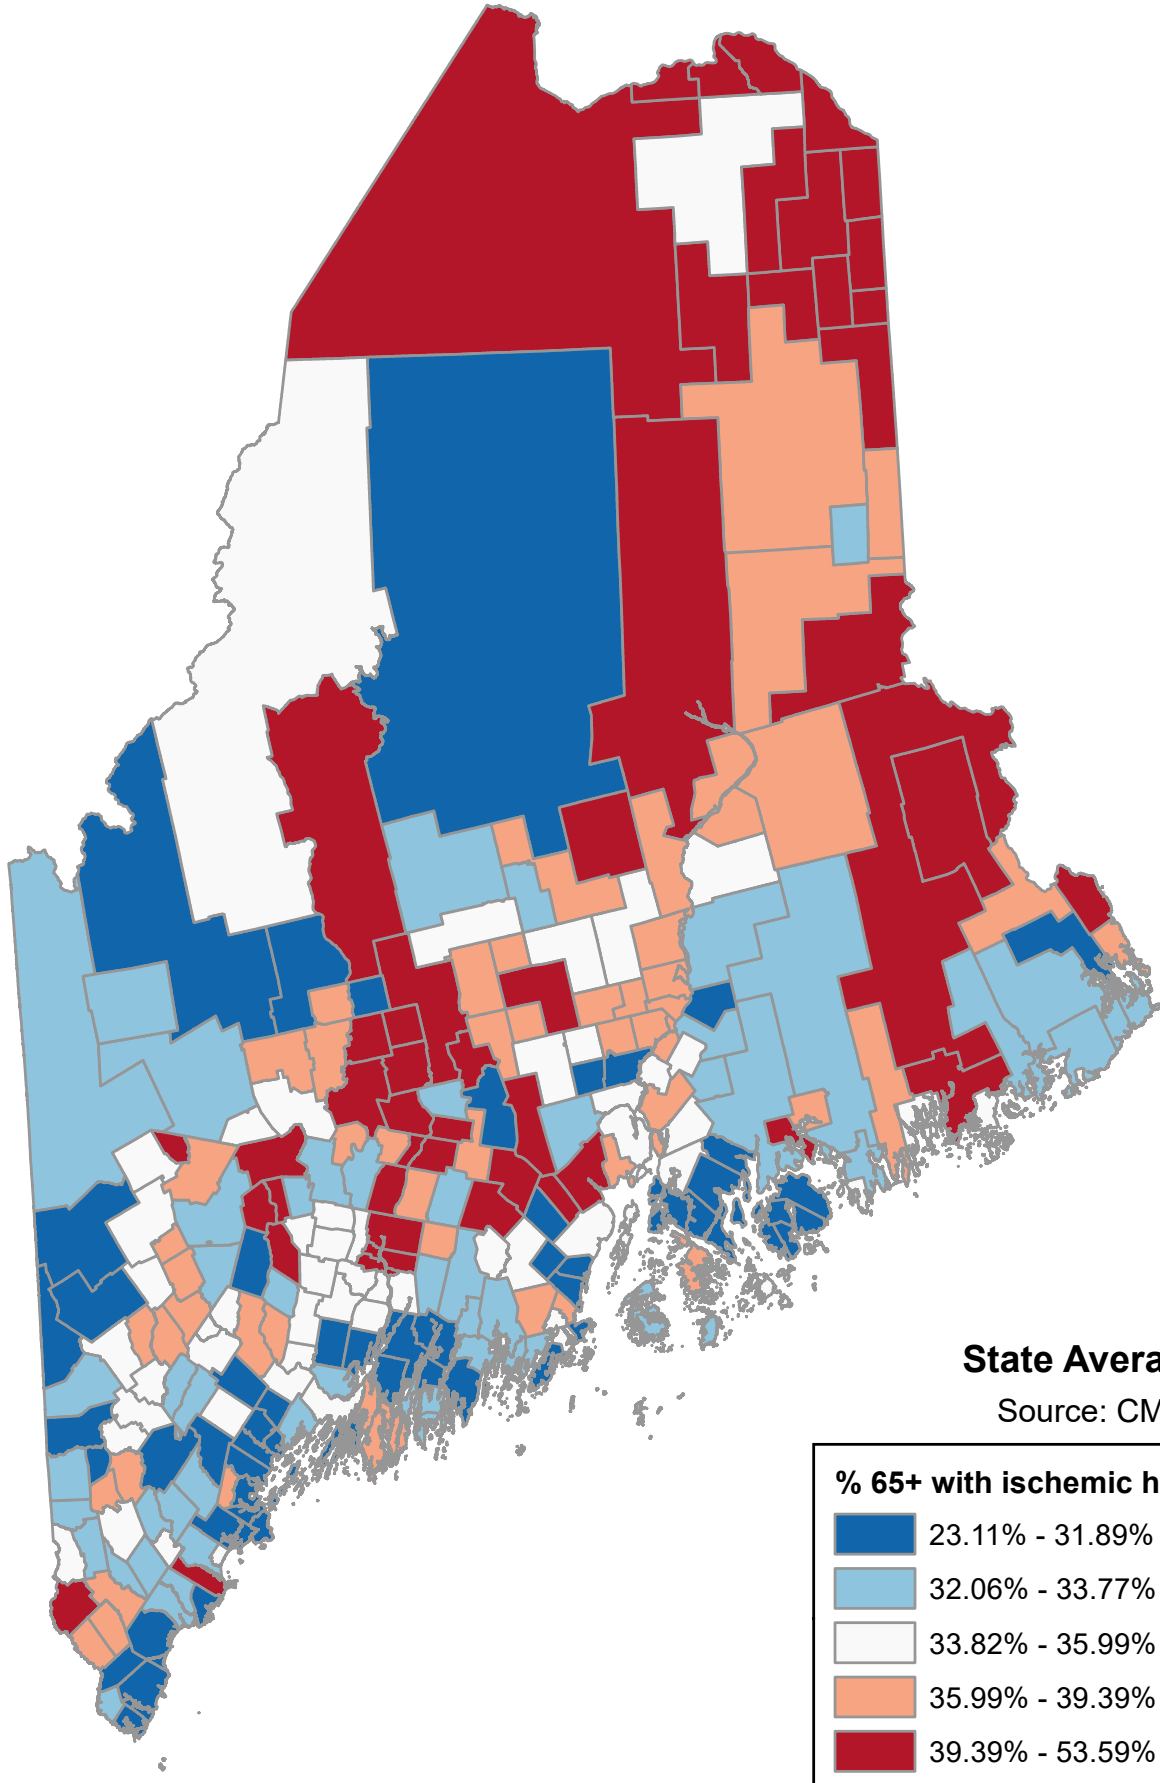 State Avera
Source: CM
% 65+ with ischemic h
23.11% - 31.89%
32.06% - 33.77%
33.82% - 35.99%
35.99% - 39.39%
39.39% - 53.59%